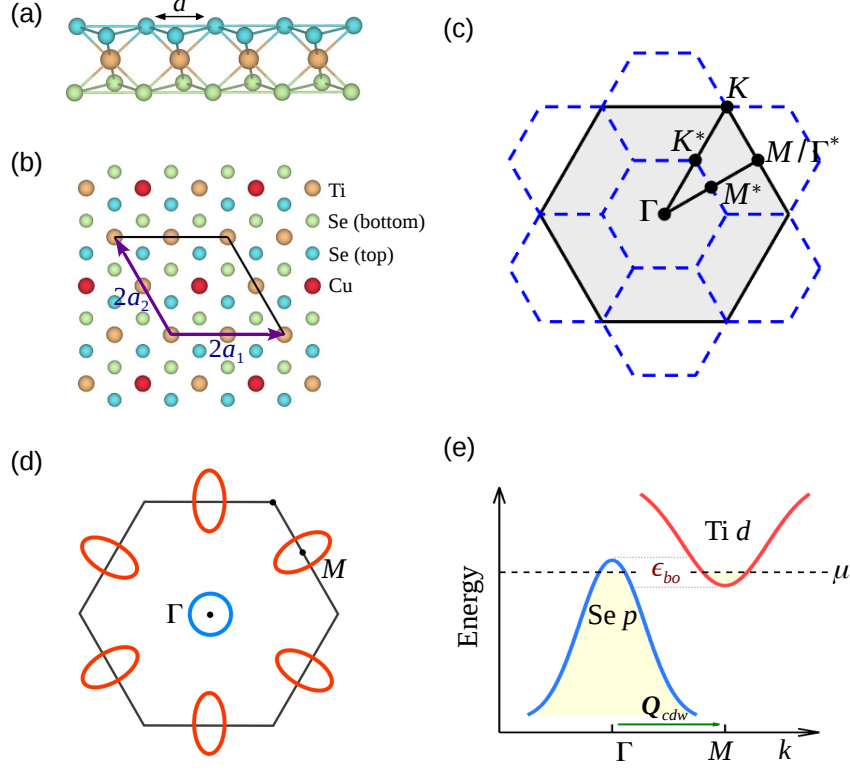 (a)
a
(b)
Ti
Se (bottom)
Se (top)
Cu
2a2
2a1
(c)
K
K*
M/Γ*
M*
Γ
(d)
M
Γ
(e)
Energy
Ti d
ϵbo
μ
Se p
Qcdw
Γ
M
k